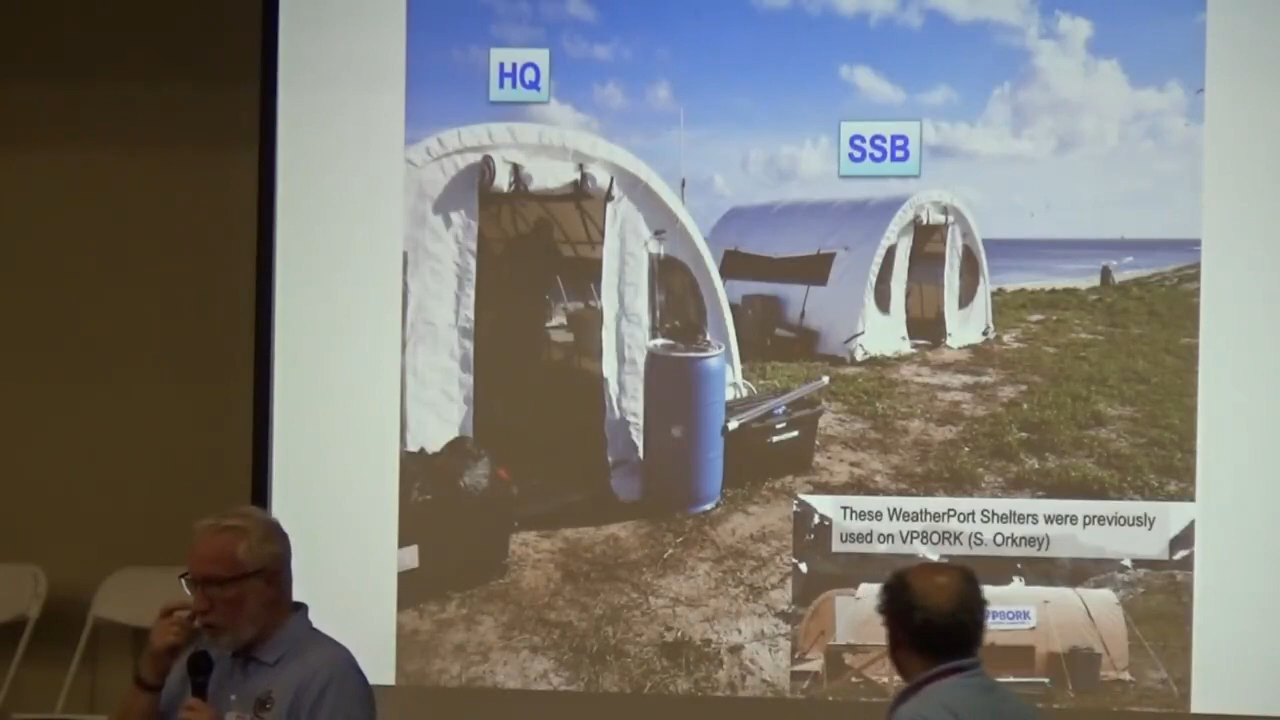 HQ
SSB
These WeatherPort Shelters were previously
used on VP8ORK (S. Orkney)
VP8ORK